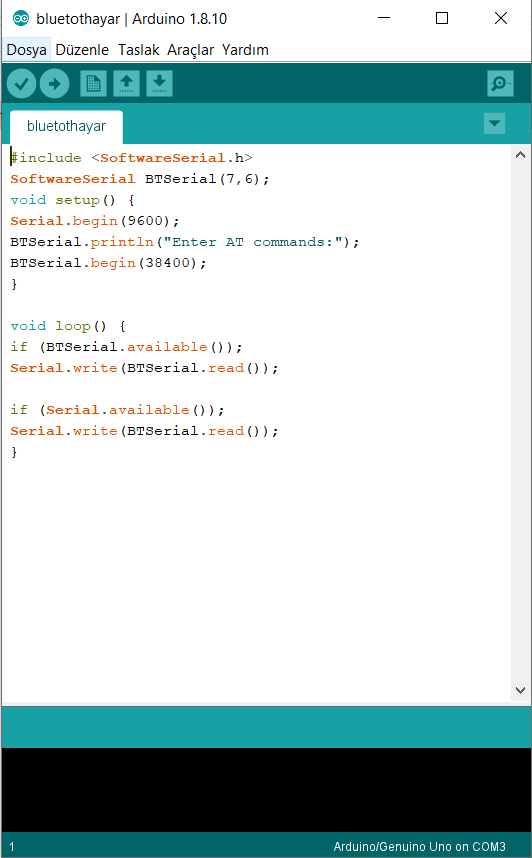 bluetothayar | Arduino 1.8.10
Dosya Düzenle Taslak Araçlar Yardım
bluetothayar
#include <SoftwareSerial.h>
SoftwareSerial BTSerial(7,6);
void setup() {
Serial.begin(9600);
BTSerial.println("Enter AT commands:");
BTSerial.begin(38400);
}
void loop() {
if (BTSerial.available());
Serial.write(BTSerial.read());
if (Serial.available());
Serial.write(BTSerial.read());
}
1 Arduino/Genuino Uno on COM3